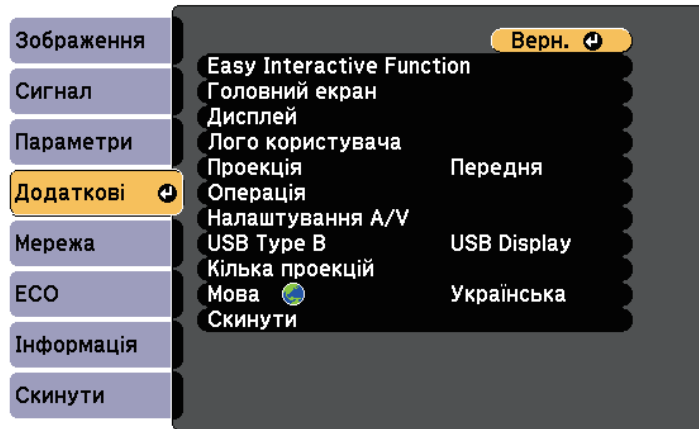 Зображення
Сигнал
Параметри
Додаткові
Мережа
ECO
Інформація
Скинути
Верн.
Easy Interactive Function
Головний екран
Дисплей
Лого користувача
Проекція Передня
Операція
Налаштування A/V
USB Type B USB Display
Кілька проекцій
Мова Українська
Скинути